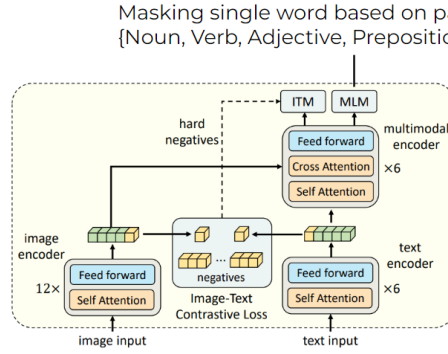 Masking single word based on
{Noun, Verb, Adjective,
ITM
MLM
hard
negatives
multimodal
encoder
Feed forward
Cross Attention
×6
Self Attention
image
encoder
text
encoder
Feed forward
12×
Self Attention
...
negatives
Image-Text
Contrastive Loss
Feed forward
×6
Self Attention
image input
text input